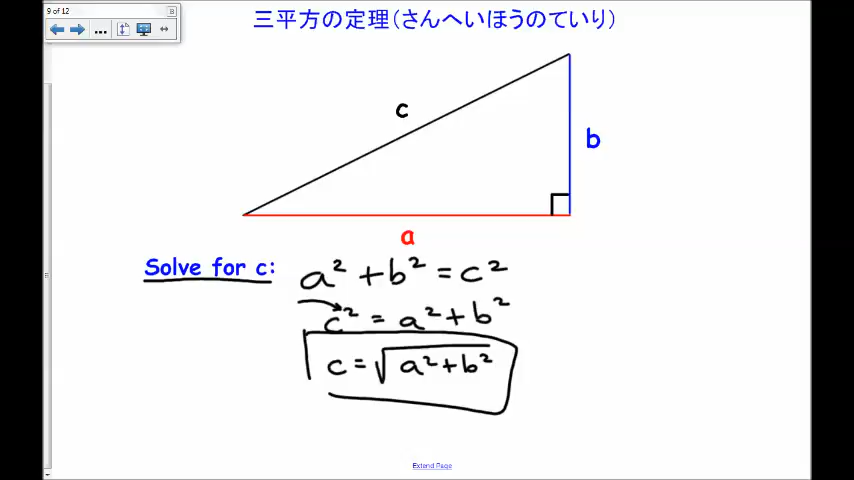 9 of 12
三平方の定理(さんへいほうのていり)
c
b
a
Solve for c: a² + b² = c²
c² = a² + b²
c = √a² + b²
Extend Page